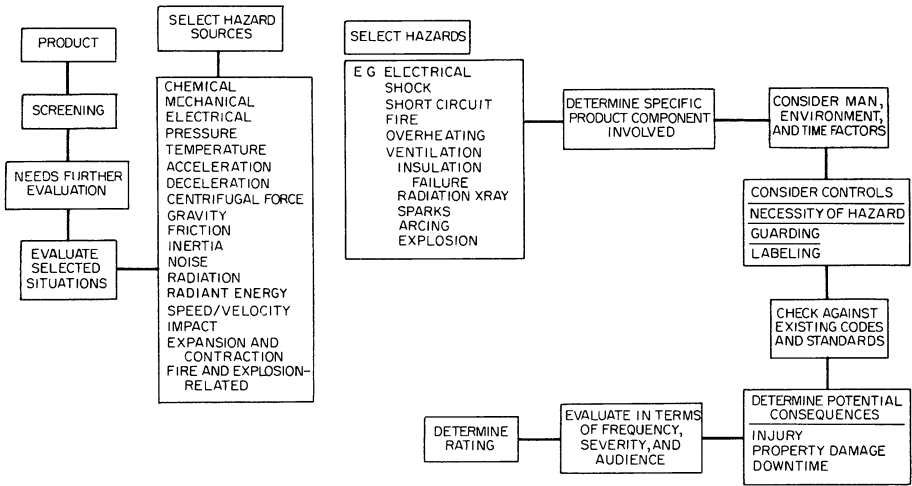 PRODUCT
SCREENING
NEEDS FURTHER
EVALUATION
EVALUATE
SELECTED
SITUATIONS
SELECT HAZARD
SOURCES
CHEMICAL
MECHANICAL
ELECTRICAL
PRESSURE
TEMPERATURE
ACCELERATION
DECELERATION
CENTRIFUGAL FORCE
GRAVITY
FRICTION
INERTIA
NOISE
RADIATION
RADIANT ENERGY
SPEED/VELOCITY
IMPACT
EXPANSION AND
CONTRACTION
FIRE AND EXPLOSION-
RELATED
SELECT HAZARDS
E G ELECTRICAL
SHOCK
SHORT CIRCUIT
FIRE
OVERHEATING
VENTILATION
INSULATION
FAILURE
RADIATION XRAY
SPARKS
ARCING
EXPLOSION
DETERMINE SPECIFIC
PRODUCT COMPONENT
INVOLVED
CONSIDER MAN,
ENVIRONMENT,
AND TIME FACTORS
CONSIDER CONTROLS
NECESSITY OF HAZARD
GUARDING
LABELING
CHECK AGAINST
EXISTING CODES
AND STANDARDS
DETERMINE POTENTIAL
CONSEQUENCES
INJURY
PROPERTY DAMAGE
DOWNTIME
EVALUATE IN TERMS
OF FREQUENCY,
SEVERITY, AND
AUDIENCE
DETERMINE
RATING